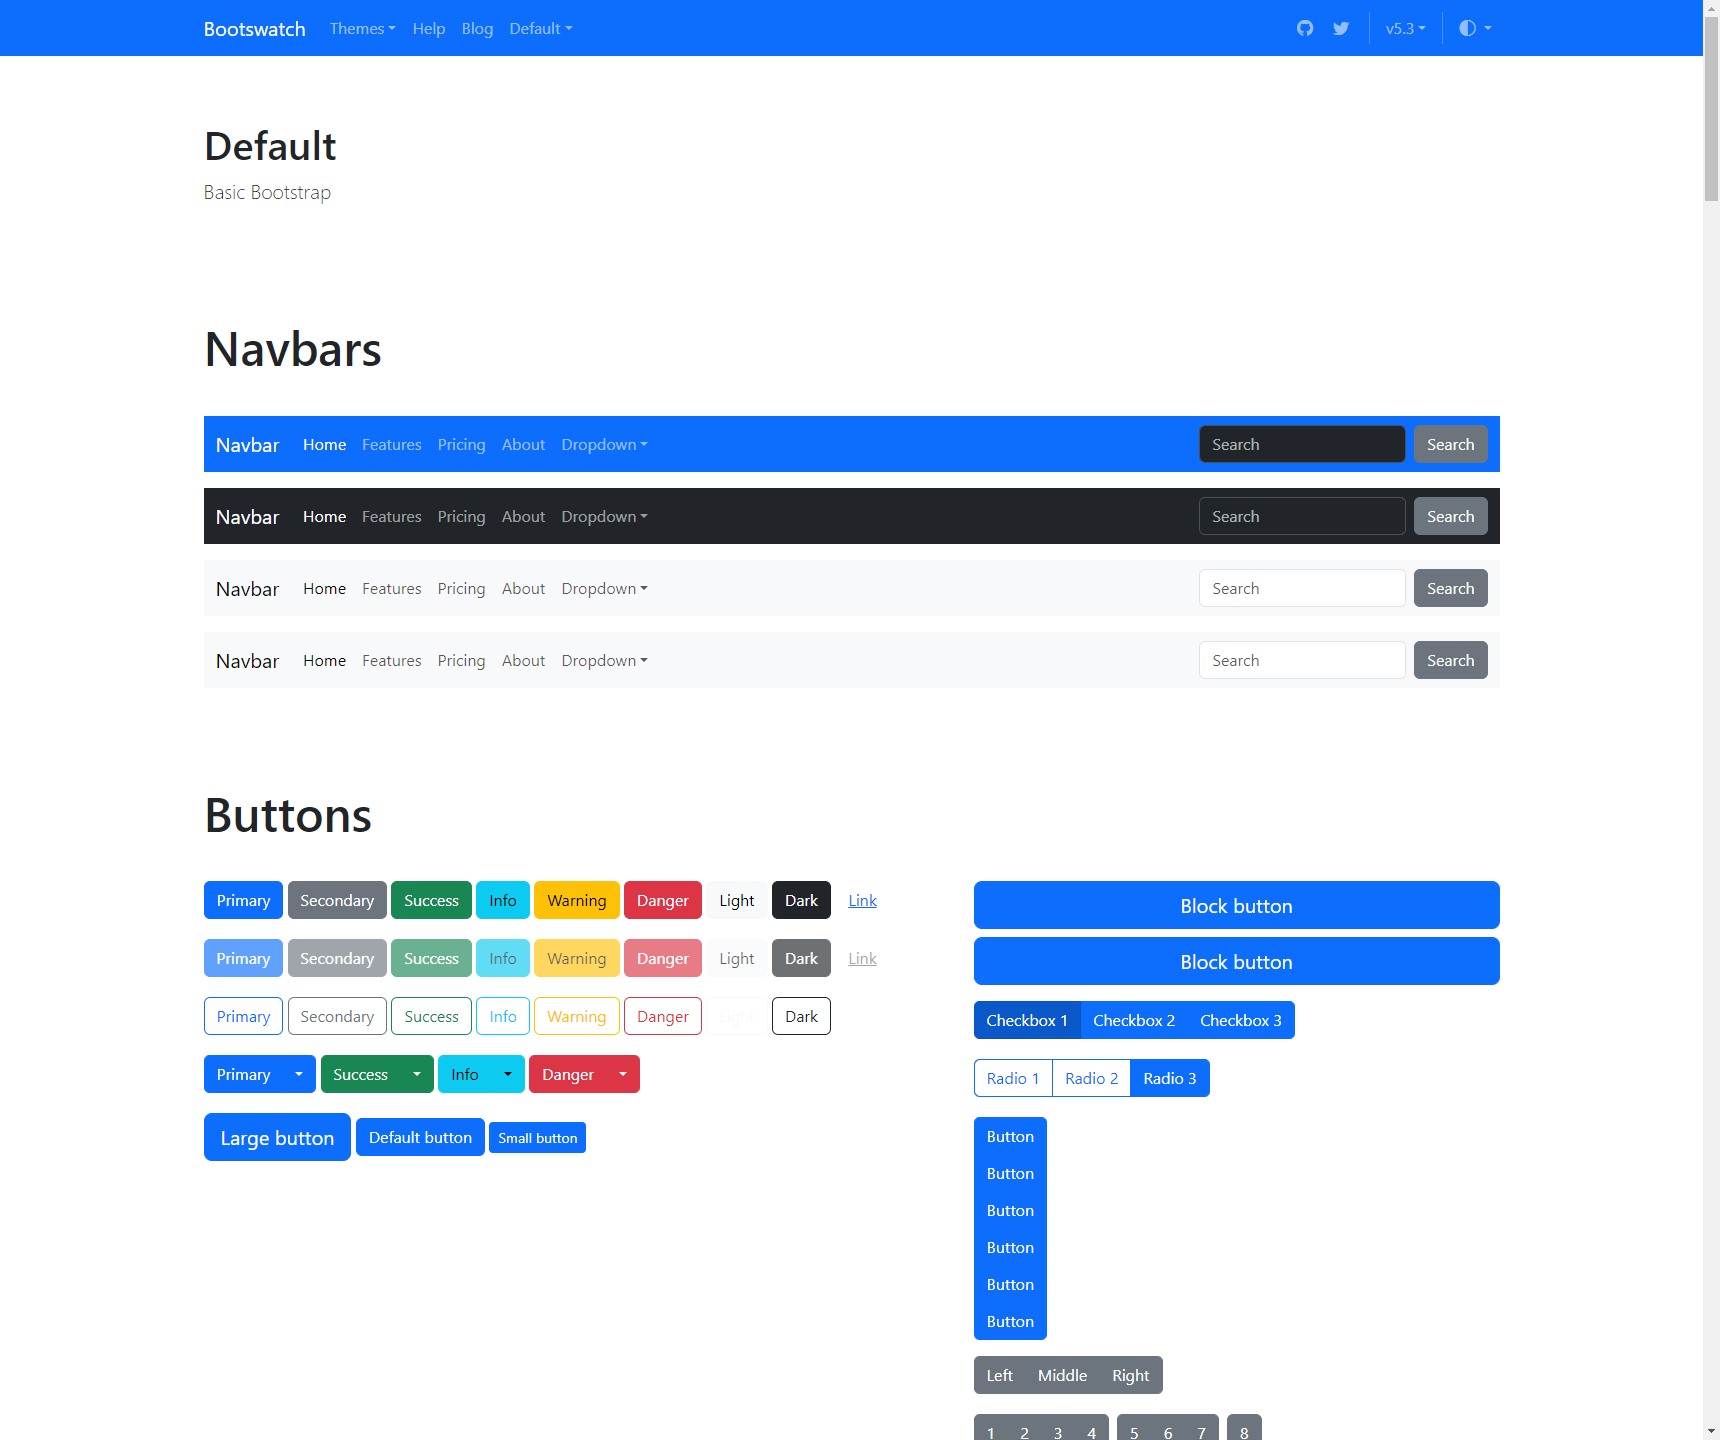 Bootswatch Themes Help Blog Default v5.3
Default
Basic Bootstrap
Navbars
Navbar Home Features Pricing About Dropdown Search Search
Navbar Home Features Pricing About Dropdown Search Search
Navbar Home Features Pricing About Dropdown Search Search
Navbar Home Features Pricing About Dropdown Search Search
Buttons
Primary Secondary Success Info Warning Danger Light Dark Link
Primary Secondary Success Info Warning Danger Light Dark Link
Primary Secondary Success Info Warning Danger Light Dark
Primary Success Info Danger
Large button Default button Small button
Block button
Block button
Checkbox 1 Checkbox 2 Checkbox 3
Radio 1 Radio 2 Radio 3
Button
Button
Button
Button
Button
Button
Left Middle Right
1 2 3 4 5 6 7 8